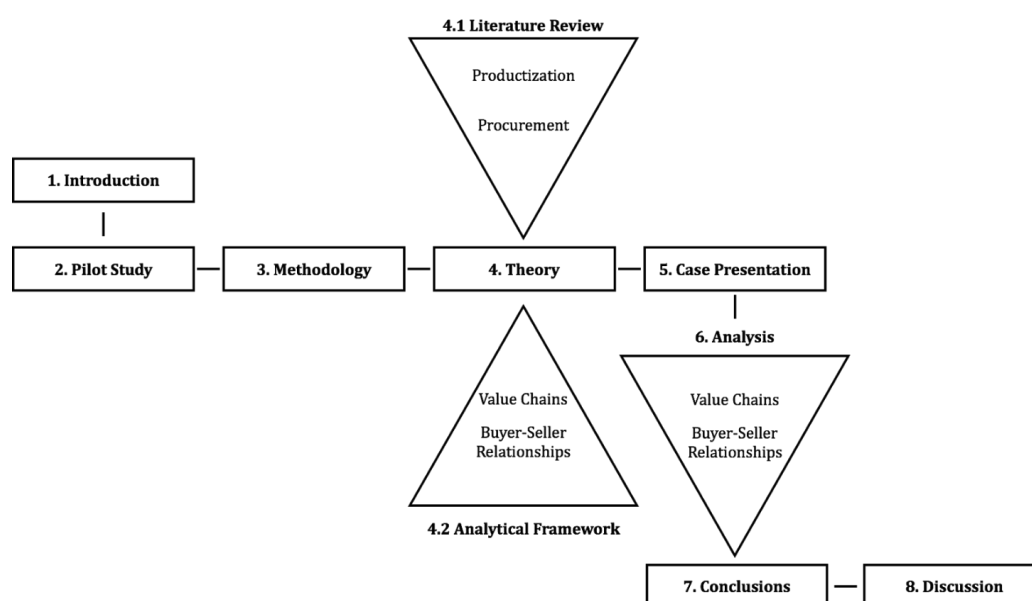 4.1 Literature Review
Productization
Procurement
1. Introduction
2. Pilot Study
3. Methodology
4. Theory
5. Case Presentation
6. Analysis
Value Chains
Buyer-Seller
Relationships
4.2 Analytical Framework
Value Chains
Buyer-Seller
Relationships
7. Conclusions
8. Discussion